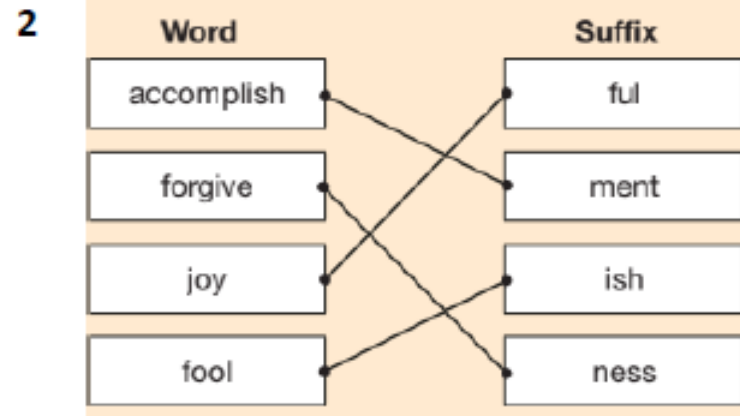 2
Word Suffix
accomplish ful
forgive ment
joy ish
fool ness